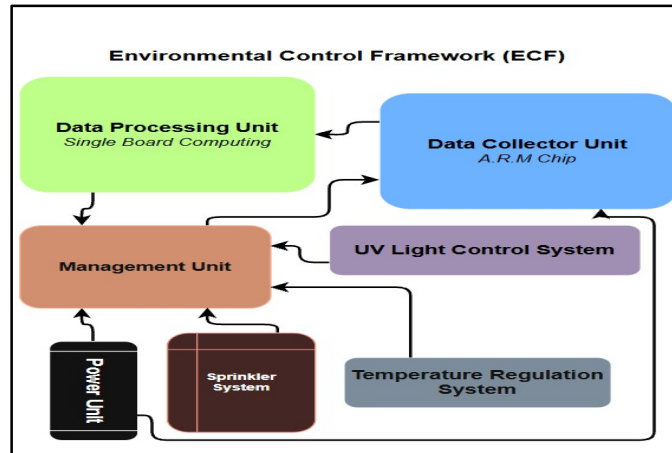 Environmental Control Framework (ECF)
Data Processing Unit
Single Board Computing
Data Collector Unit
A.R.M Chip
UV Light Control System
Management Unit
Power Unit
Sprinkler
System
Temperature Regulation
System